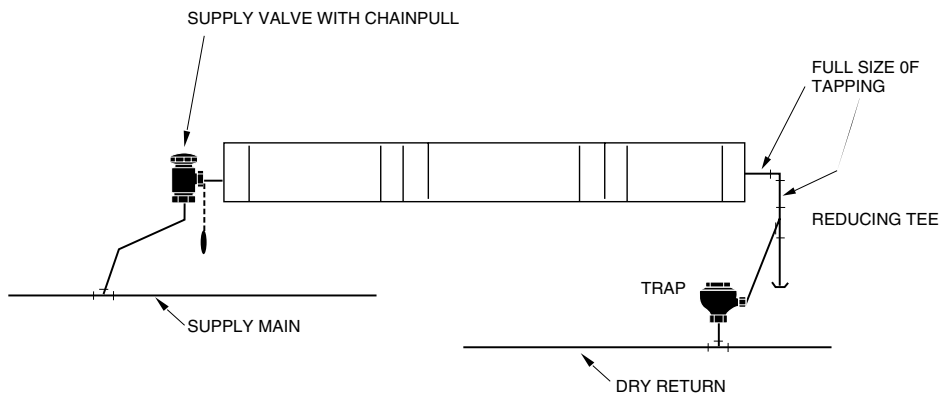 SUPPLY VALVE WITH CHAINPULL
FULL SIZE 0F
TAPPING
REDUCING TEE
TRAP
SUPPLY MAIN
DRY RETURN